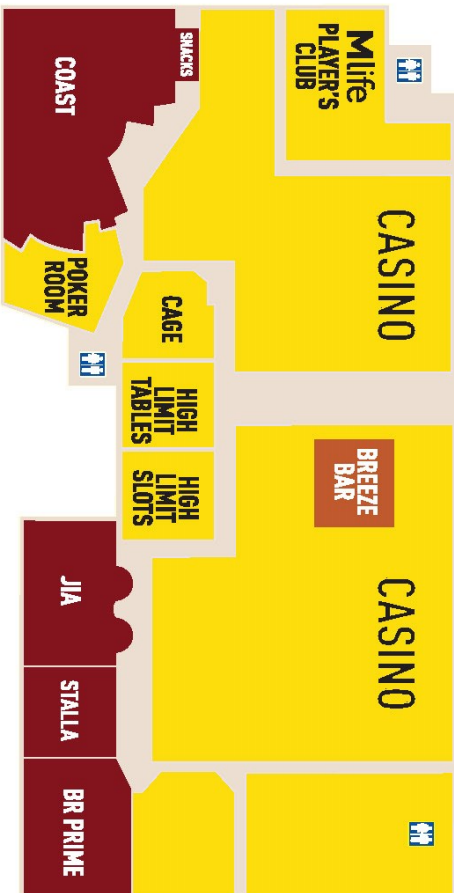 Mlife
PLAYER'S
CLUB
SNACKS
COAST
CASINO
POKER
ROOM
CAGE
HIGH
LIMIT
TABLES
HIGH
LIMIT
SLOTS
BREEZE
BAR
CASINO
JIA
STALLA
BR PRIME